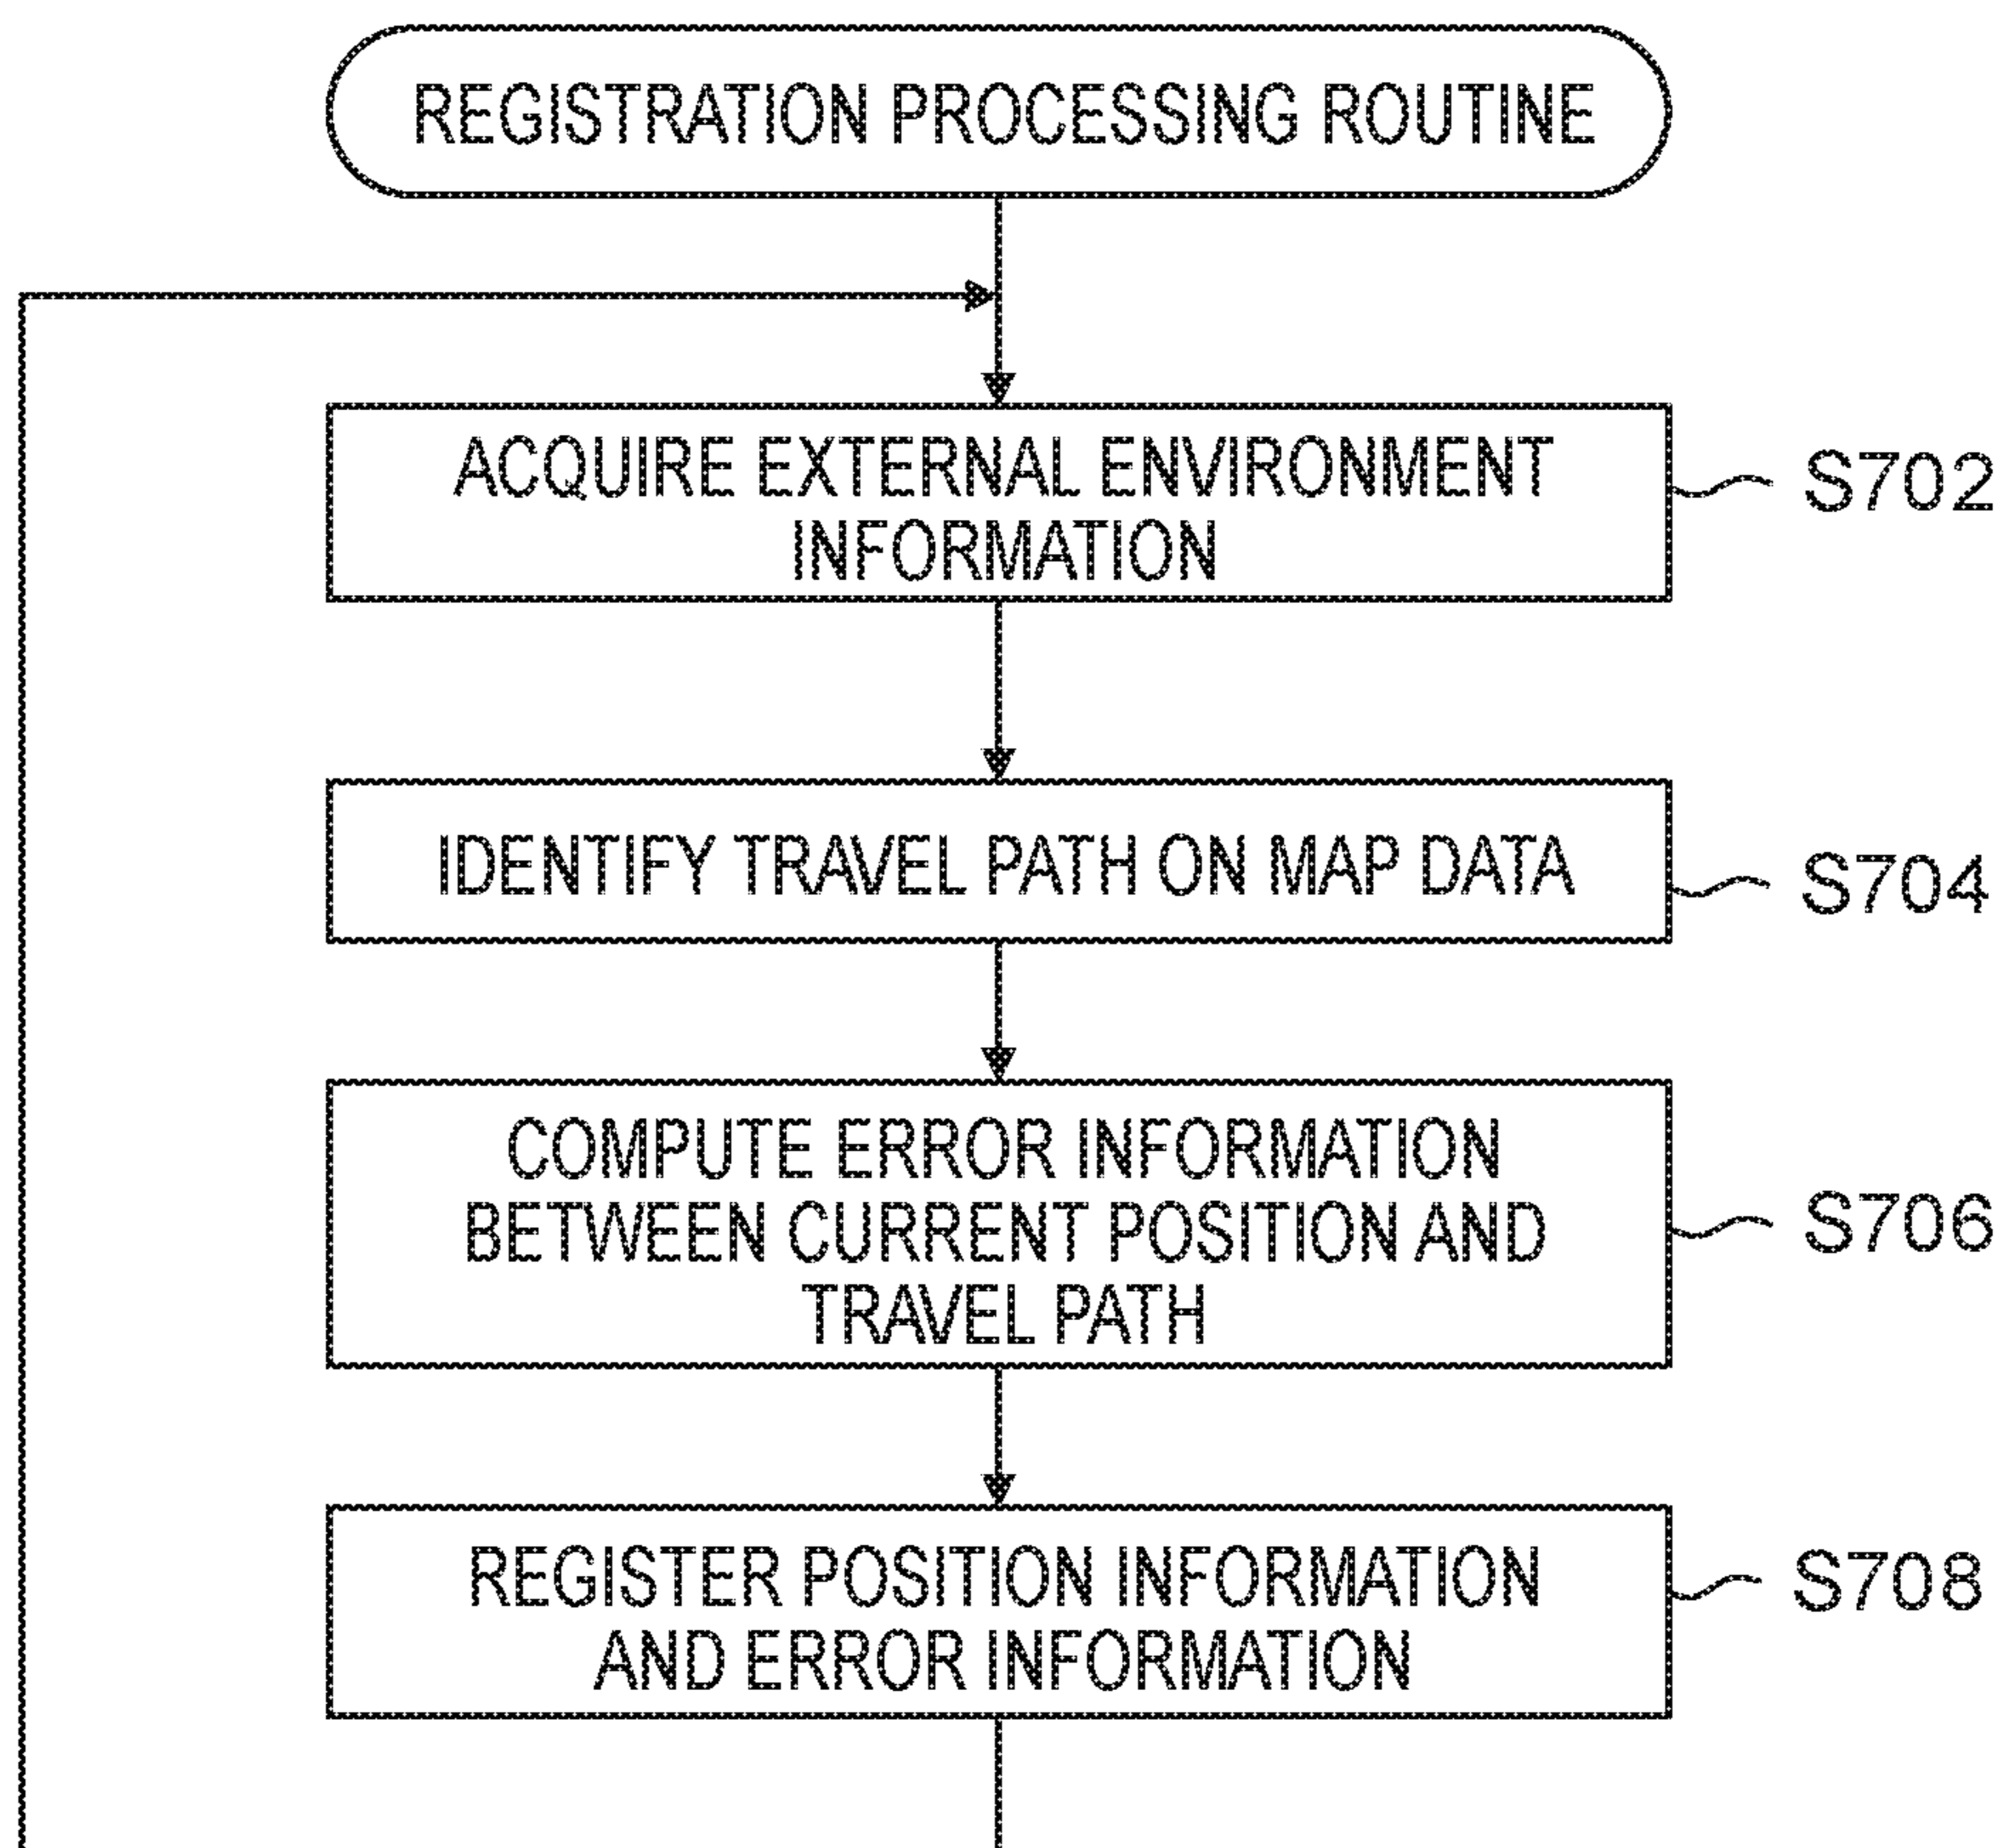 REGISTRATION PROCESSING ROUTINE
ACQUIRE EXTERNAL ENVIRONMENT
INFORMATION
S702
IDENTIFY TRAVEL PATH ON MAP DATA
S704
COMPUTE ERROR INFORMATION
BETWEEN CURRENT POSITION AND
TRAVEL PATH
S706
REGISTER POSITION INFORMATION
AND ERROR INFORMATION
S708